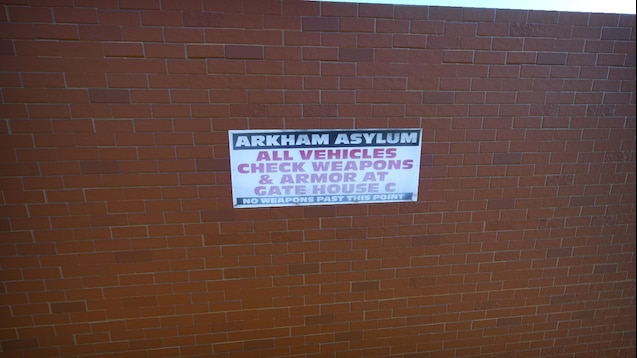 ARKHAM ASYLUM
ALL VEHICLES
CHECK WEAPONS
& ARMOR AT
GATE HOUSE C
NO WEAPONS PAST THIS POINT